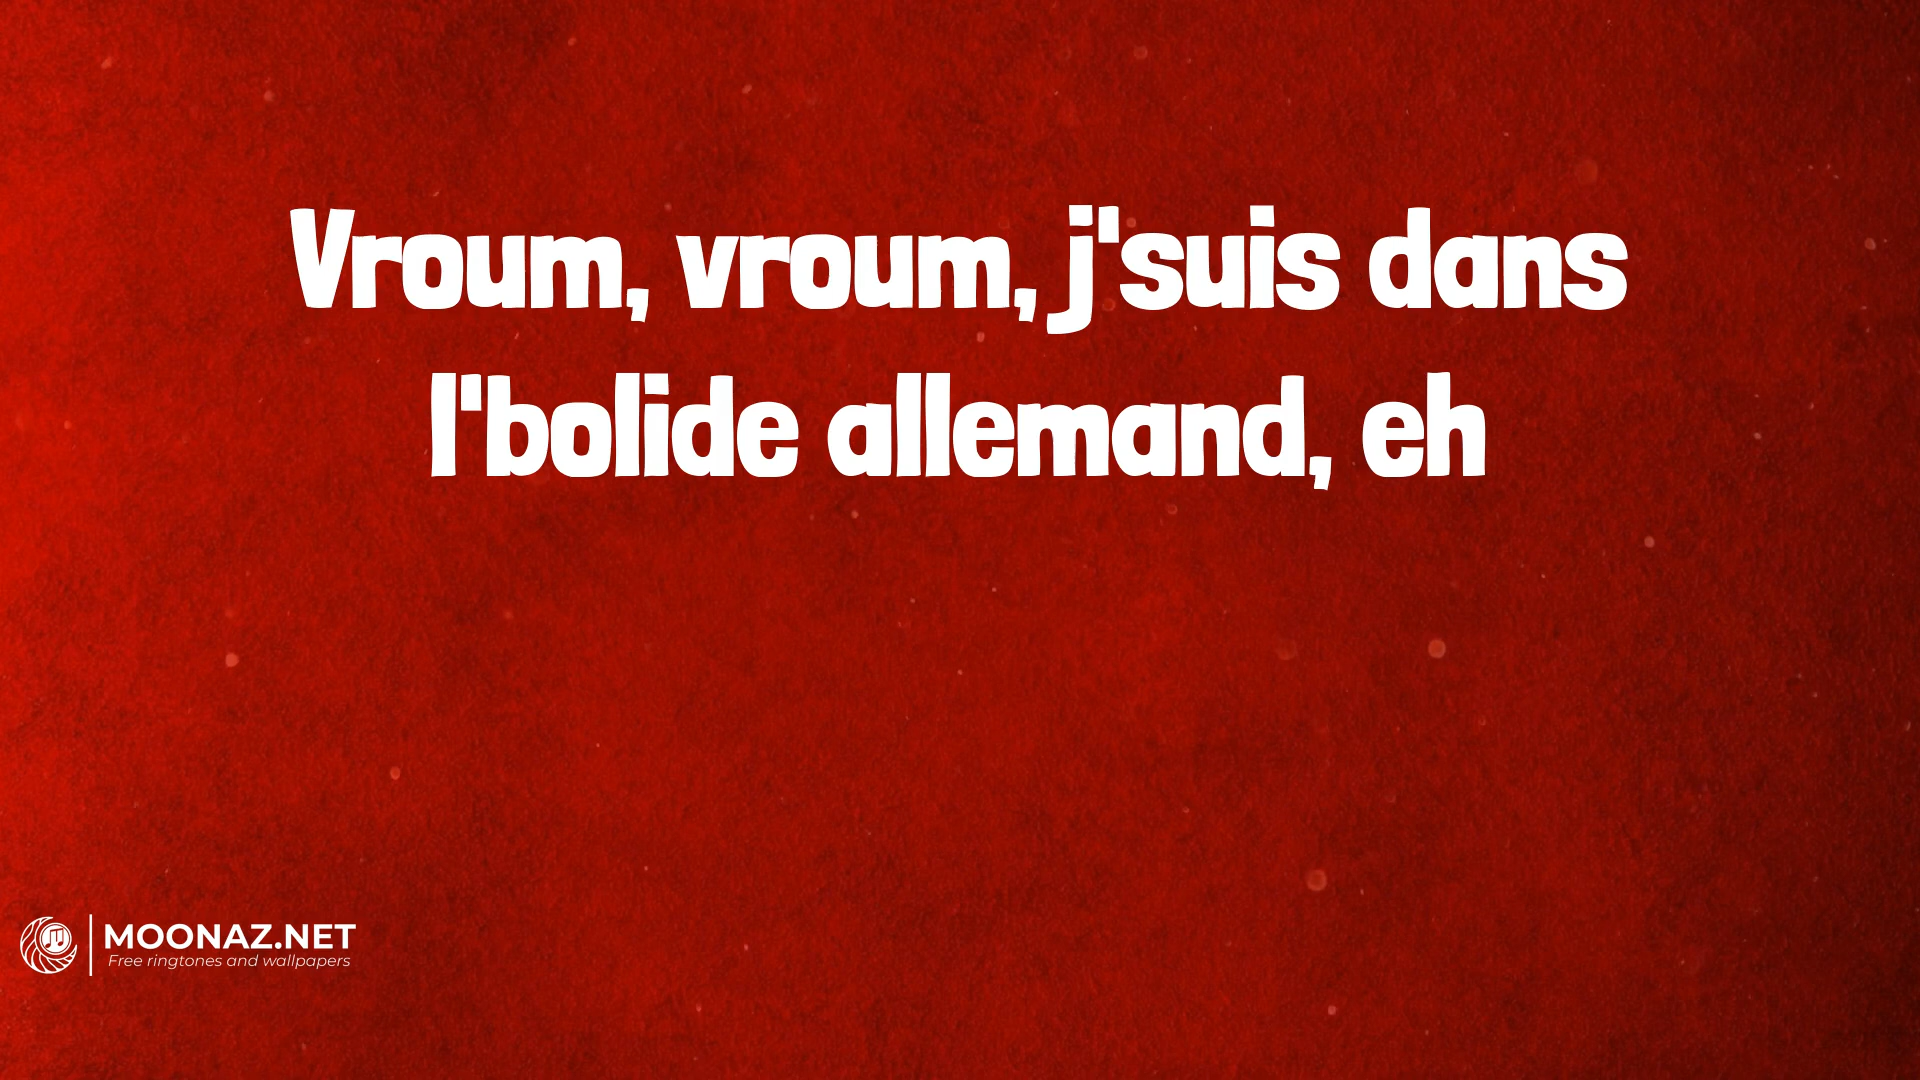 Vroum, vroum, j'suis dans
l'bolide allemand, eh
MOONAZ.NET
Free ringtones and wallpapers